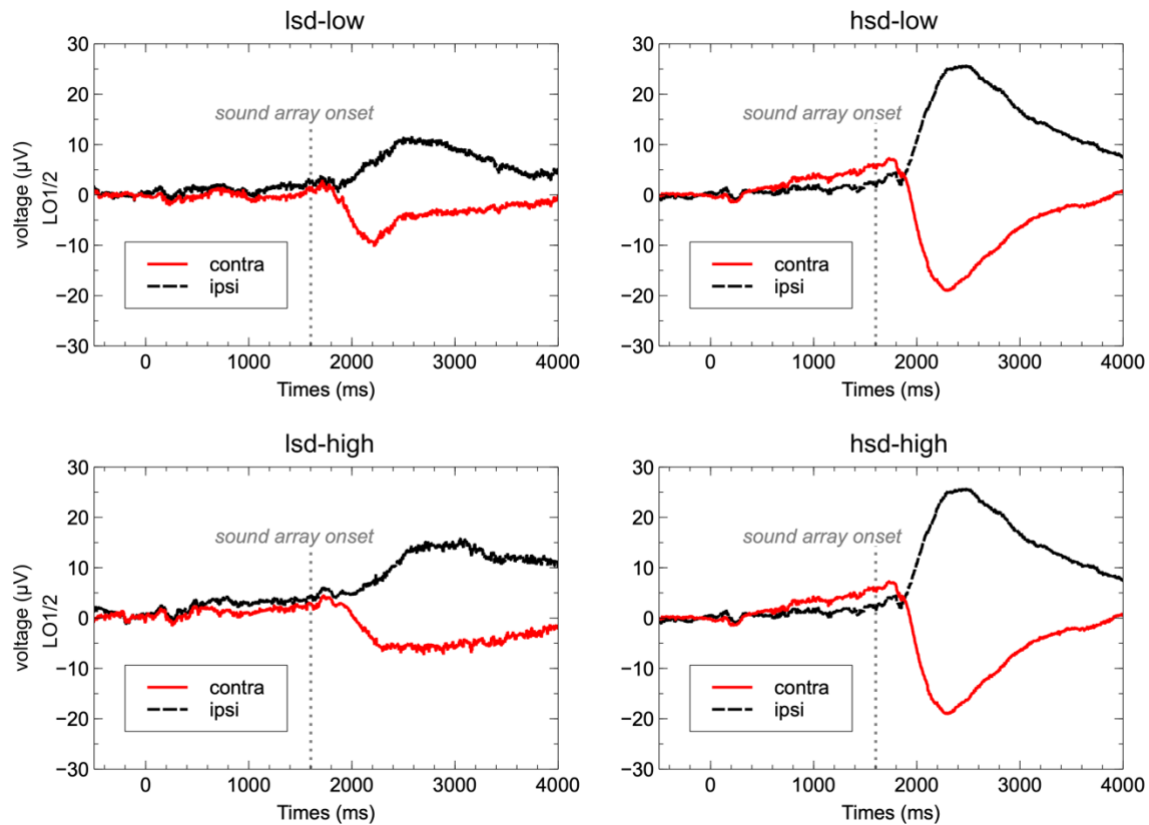 lsd-low
30
20
10
0
−10
−20
−30
voltage (μV)
LO1/2
sound array onset
contra
ipsi
0 1000 2000 3000 4000
Times (ms)
hsd-low
30
20
10
0
−10
−20
−30
sound array onset
contra
ipsi
0 1000 2000 3000 4000
Times (ms)
lsd-high
30
20
10
0
−10
−20
−30
voltage (μV)
LO1/2
sound array onset
contra
ipsi
0 1000 2000 3000 4000
Times (ms)
hsd-high
30
20
10
0
−10
−20
−30
sound array onset
contra
ipsi
0 1000 2000 3000 4000
Times (ms)